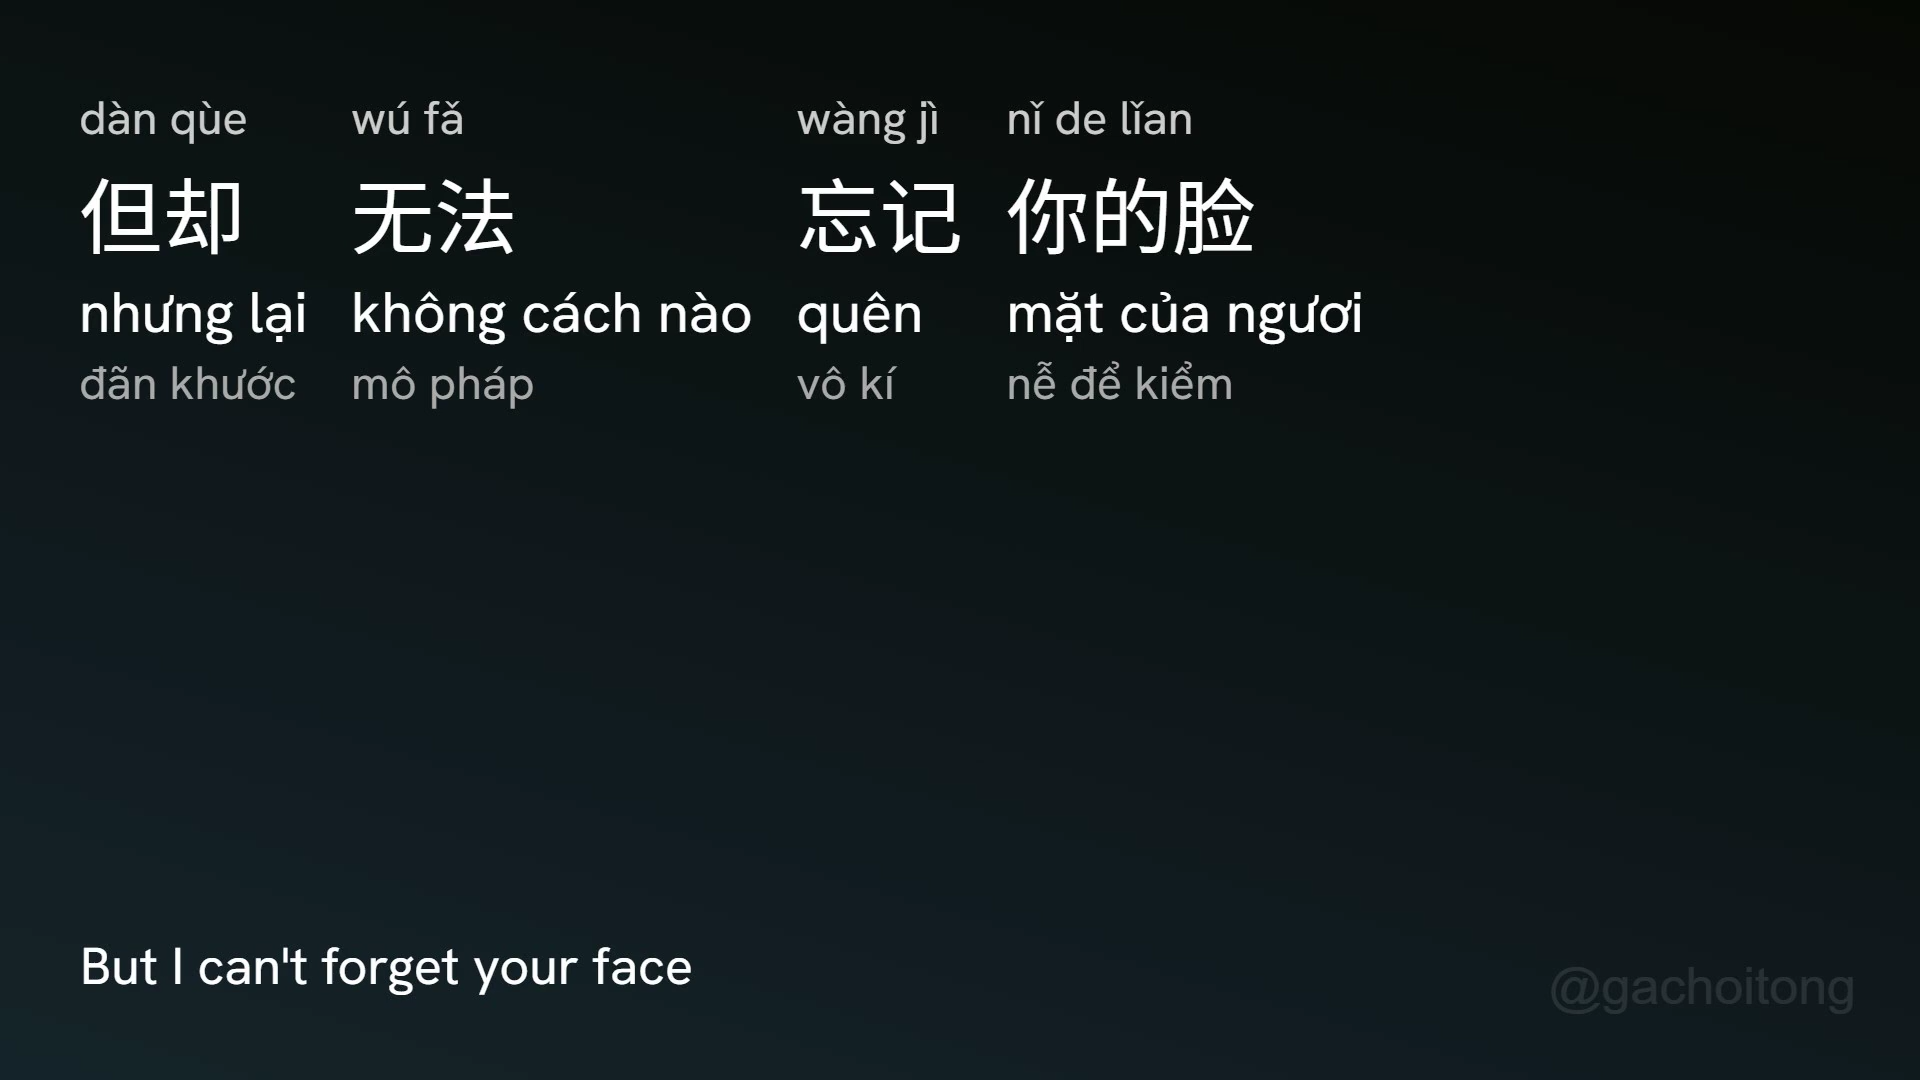 dàn qùe wú fǎ wàng jì nǐ de lǐan
但却 无法 忘记 你的脸
nhưng lại không cách nào quên mặt của ngươi
đãn khước mô pháp vô kí nễ để kiểm
But I can't forget your face
@gachoitong